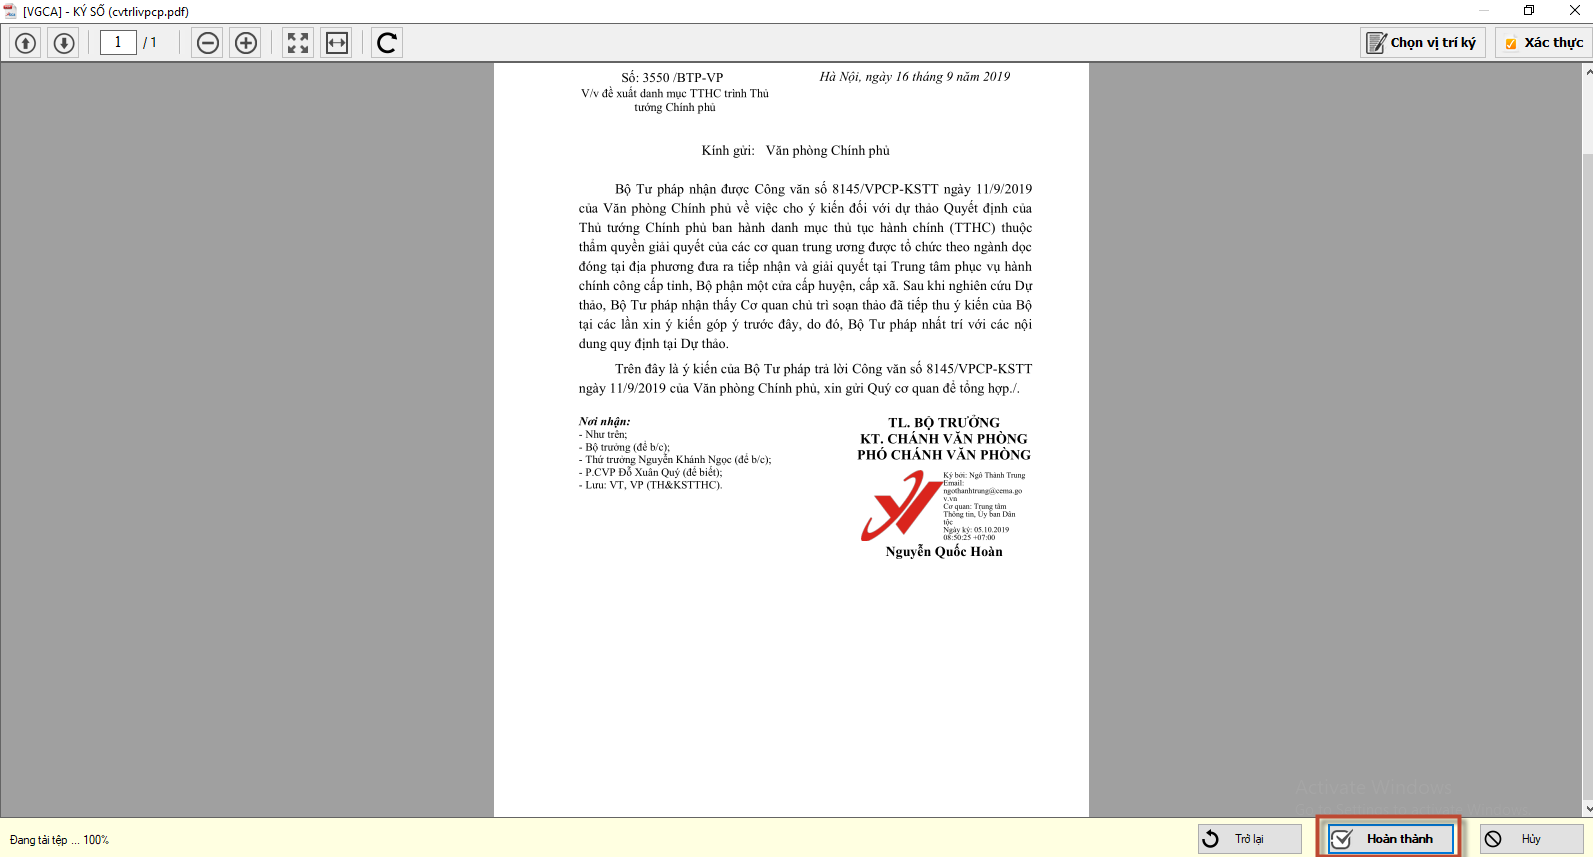 [VGCA] - KÝ SỐ (cvtrlivpcp.pdf)
1 / 1
Chọn vị trí ký
Xác thực
Số: 3550 /BTP-VP
Hà Nội, ngày 16 tháng 9 năm 2019
V/v đề xuất danh mục TTHC trình Thủ
tướng Chính phủ
Kính gửi: Văn phòng Chính phủ
Bộ Tư pháp nhận được Công văn số 8145/VPCP-KSTT ngày 11/9/2019
của Văn phòng Chính phủ về việc cho ý kiến đối với dự thảo Quyết định của
Thủ tướng Chính phủ ban hành danh mục thủ tục hành chính (TTHC) thuộc
thẩm quyền giải quyết của các cơ quan trung ương được tổ chức theo ngành dọc
đóng tại địa phương đưa ra tiếp nhận và giải quyết tại Trung tâm phục vụ hành
chính công cấp tỉnh, Bộ phận một cửa cấp huyện, cấp xã. Sau khi nghiên cứu Dự
thảo, Bộ Tư pháp nhận thấy Cơ quan chủ trì soạn thảo đã tiếp thu ý kiến của Bộ
tại các lần xin ý kiến góp ý trước đây, do đó, Bộ Tư pháp nhất trí với các nội
dung quy định tại Dự thảo.
Trên đây là ý kiến của Bộ Tư pháp trả lời Công văn số 8145/VPCP-KSTT
ngày 11/9/2019 của Văn phòng Chính phủ, xin gửi Quý cơ quan để tổng hợp./.
Nơi nhận:
- Như trên;
- Bộ trưởng (để b/c);
- Thứ trưởng Nguyễn Khánh Ngọc (để b/c);
- P.CVP Đỗ Xuân Quý (để biết);
- Lưu: VT, VP (TH&KSTTHC).
TL. BỘ TRƯỞNG
KT. CHÁNH VĂN PHÒNG
PHÓ CHÁNH VĂN PHÒNG
Ký bởi: Ngô Thành Trung
Email:
ngothanhtrung@cema.go
v.vn
Cơ quan: Trung tâm
Thông tin, Ủy ban Dân
tộc
Ngày ký: 05.10.2019
08:50:25 +07:00
Nguyễn Quốc Hoàn
Activate Windows
Go to Settings to activate Windows.
Đang tải tệp ... 100%
Trở lại
Hoàn thành
Hủy